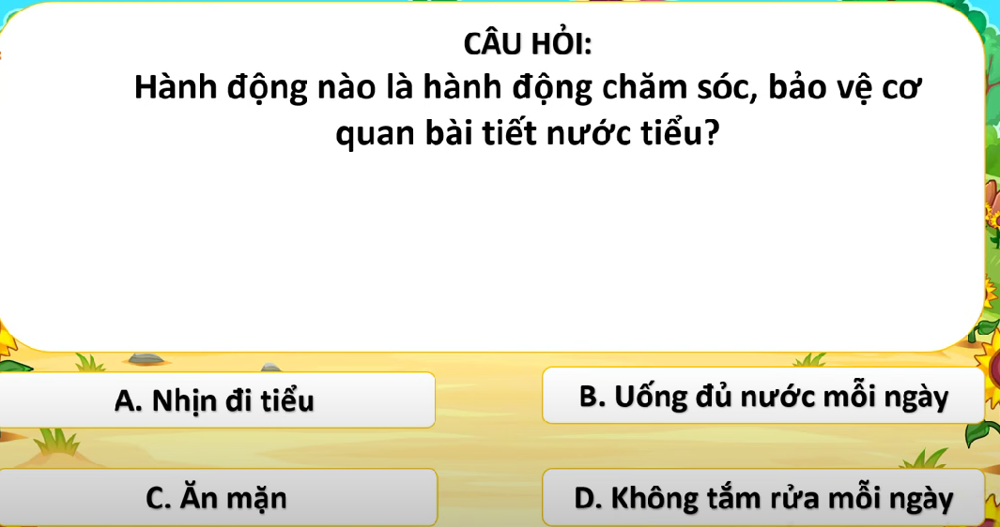 CÂU HỎI:
Hành động nào là hành động chăm sóc, bảo vệ cơ
quan bài tiết nước tiểu?
A. Nhịn đi tiểu
B. Uống đủ nước mỗi ngày
C. Ăn mặn
D. Không tắm rửa mỗi ngày